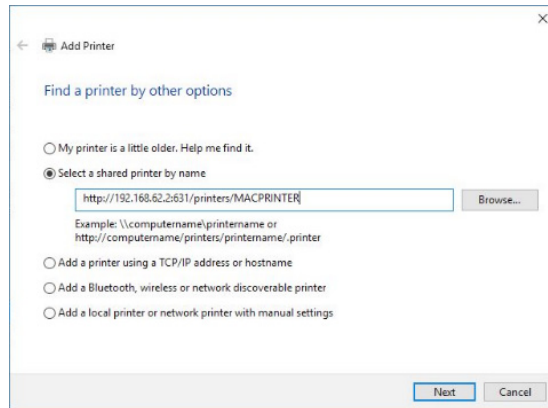 Add Printer
Find a printer by other options
My printer is a little older. Help me find it.
Select a shared printer by name
http://192.168.62.2:631/printers/MACPRINTER
Browse...
Example: \\computername\printername or
http://computername/printers/printername/.printer
Add a printer using a TCP/IP address or hostname
Add a Bluetooth, wireless or network discoverable printer
Add a local printer or network printer with manual settings
Next
Cancel